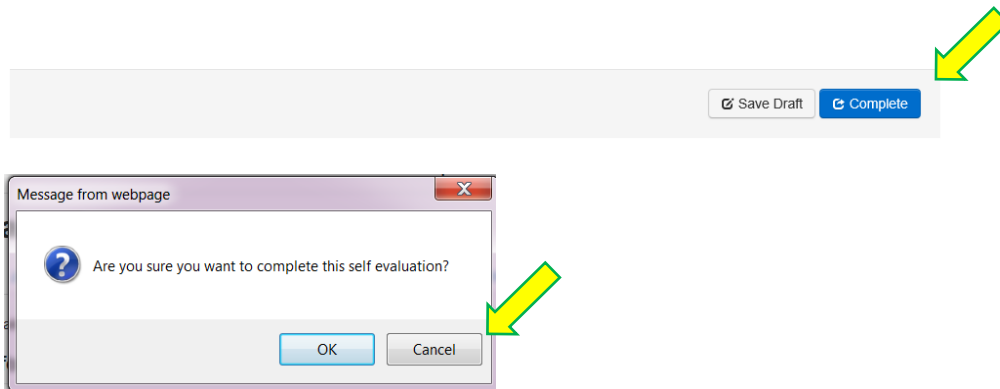 Save Draft
Complete
Message from webpage
Are you sure you want to complete this self evaluation?
OK
Cancel